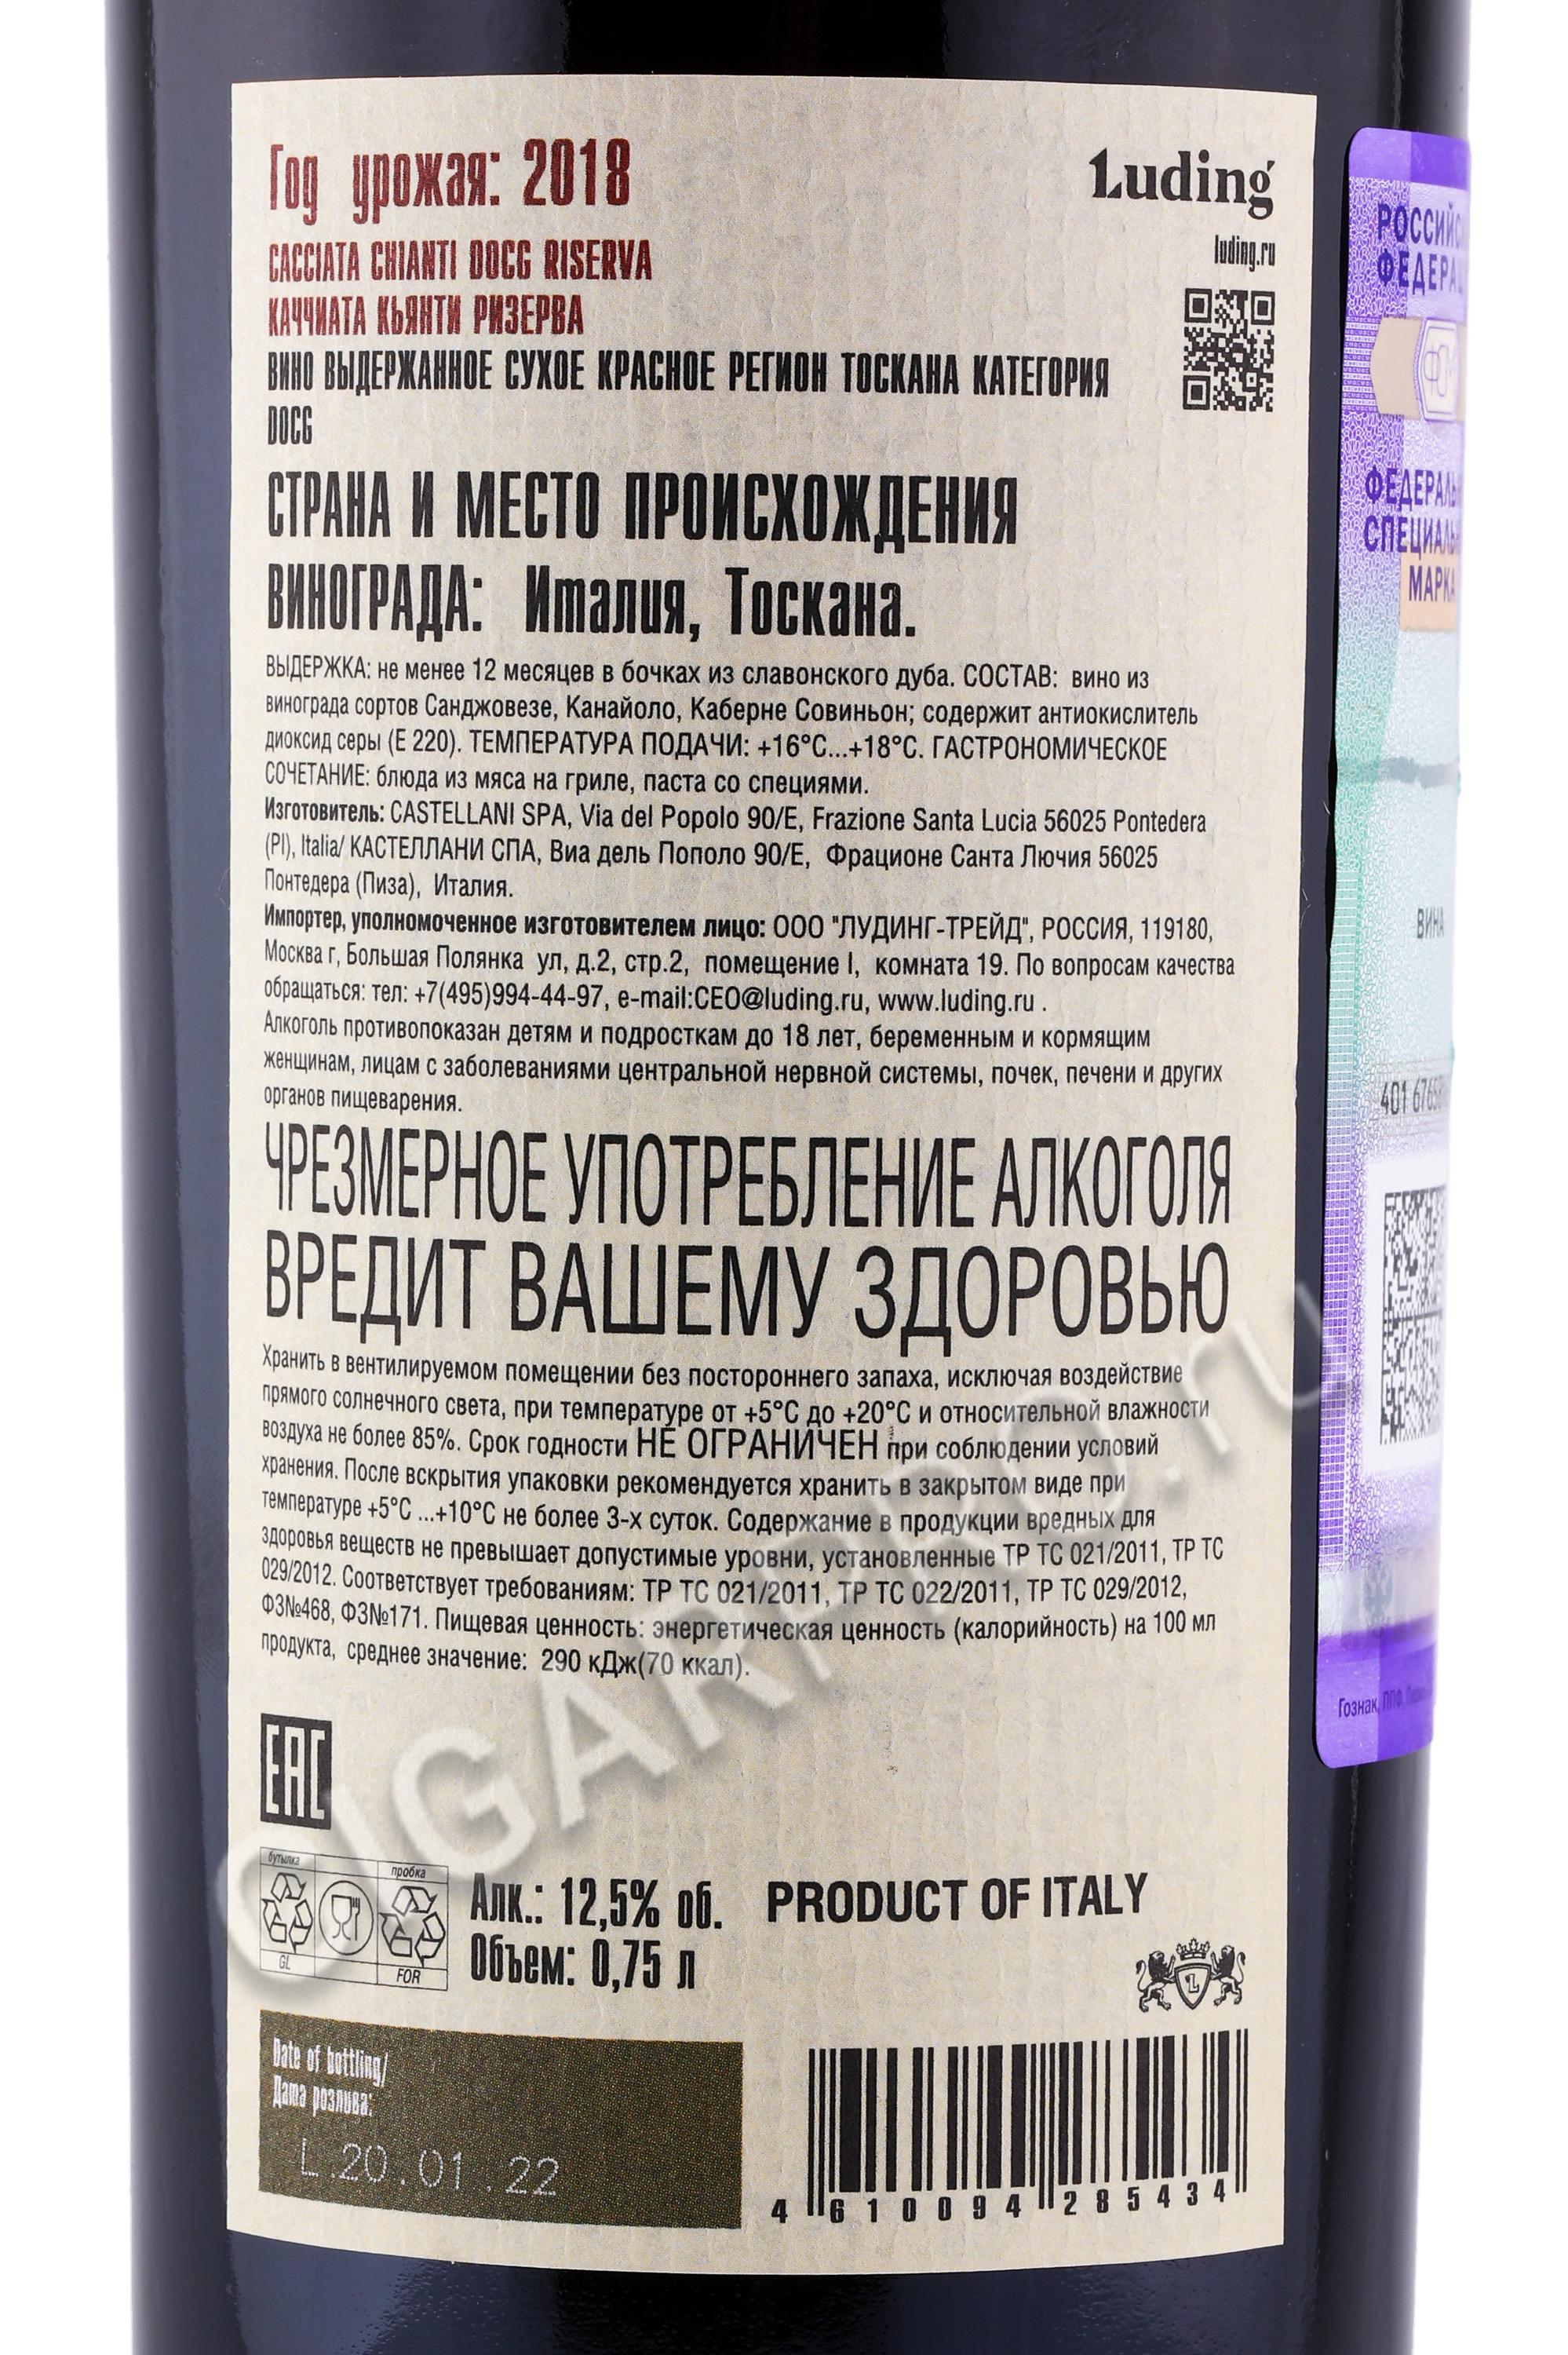 Год урожая: 2018
Luding
CACCIATA CHIANTI DOCG RISERVA
luding.ru
КАЧЧИАТА КЬЯНТИ РИЗЕРВА
ВИНО ВЫДЕРЖАННОЕ СУХОЕ КРАСНОЕ РЕГИОН ТОСКАНА КАТЕГОРИЯ
DOCG
СТРАНА И МЕСТО ПРОИСХОЖДЕНИЯ
ВИНОГРАДА: Италия, Тоскана.
ВЫДЕРЖКА: не менее 12 месяцев в бочках из славонского дуба. СОСТАВ: вино из
винограда сортов Санджовезе, Канайоло, Каберне Совиньон; содержит антиокислитель
диоксид серы (Е 220). ТЕМПЕРАТУРА ПОДАЧИ: +16°С...+18°С. ГАСТРОНОМИЧЕСКОЕ
СОЧЕТАНИЕ: блюда из мяса на гриле, паста со специями.
Изготовитель: CASTELLANI SPA, Via del Popolo 90/E, Frazione Santa Lucia 56025 Pontedera
(PI), Italia/ КАСТЕЛЛАНИ СПА, Виа дель Пополо 90/Е, Фрационе Санта Лючия 56025
Понтедера (Пиза), Италия.
Импортер, уполномоченное изготовителем лицо: ООО "ЛУДИНГ-ТРЕЙД", РОССИЯ, 119180,
Москва г, Большая Полянка ул, д.2, стр.2, помещение I, комната 19. По вопросам качества
обращаться: тел: +7(495)994-44-97, e-mail:CEO@luding.ru, www.luding.ru .
Алкоголь противопоказан детям и подросткам до 18 лет, беременным и кормящим
женщинам, лицам с заболеваниями центральной нервной системы, почек, печени и других
органов пищеварения.
ЧРЕЗМЕРНОЕ УПОТРЕБЛЕНИЕ АЛКОГОЛЯ
ВРЕДИТ ВАШЕМУ ЗДОРОВЬЮ
Хранить в вентилируемом помещении без постороннего запаха, исключая воздействие
прямого солнечного света, при температуре от +5°С до +20°С и относительной влажности
воздуха не более 85%. Срок годности НЕ ОГРАНИЧЕН при соблюдении условий
хранения. После вскрытия упаковки рекомендуется хранить в закрытом виде при
температуре +5°С ...+10°С не более 3-х суток. Содержание в продукции вредных для
здоровья веществ не превышает допустимые уровни, установленные ТР ТС 021/2011, ТР ТС
029/2012. Соответствует требованиям: ТР ТС 021/2011, ТР ТС 022/2011, ТР ТС 029/2012,
ФЗ№468, ФЗ№171. Пищевая ценность: энергетическая ценность (калорийность) на 100 мл
продукта, среднее значение: 290 кДж(70 ккал).
EAC
бутылка
пробка
GL
FOR
Алк.: 12,5% об.
Объем: 0,75 л
PRODUCT OF ITALY
Date of bottling/
Дата розлива:
L.20.01.22
4 610094 285434
РОССИЙС
ФЕДЕРА
ФЕДЕРАЛЬ
СПЕЦИАЛЬ
МАРКА
ВИНА
401
Гознак,
CIGARPRO.ru